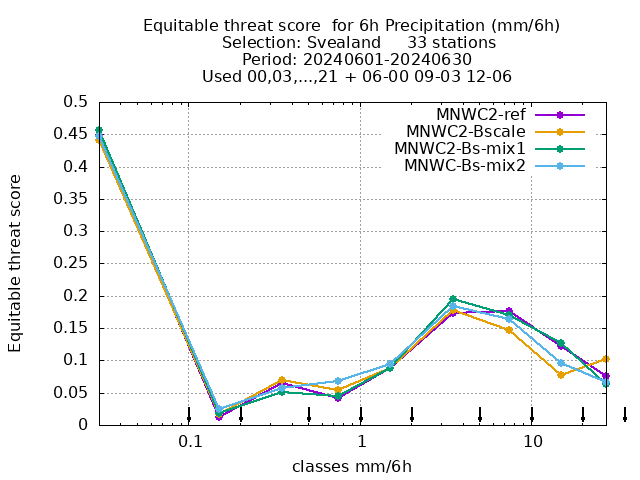 Equitable threat score  for 6h Precipitation (mm/6h)
Selection: Svealand     33 stations
Period: 20240601-20240630
Used 00,03,...,21 + 06-00 09-03 12-06
MNWC2-ref
MNWC2-Bscale
MNWC2-Bs-mix1
MNWC-Bs-mix2
Equitable threat score
0.5
0.45
0.4
0.35
0.3
0.25
0.2
0.15
0.1
0.05
0
0.1
1
10
classes mm/6h